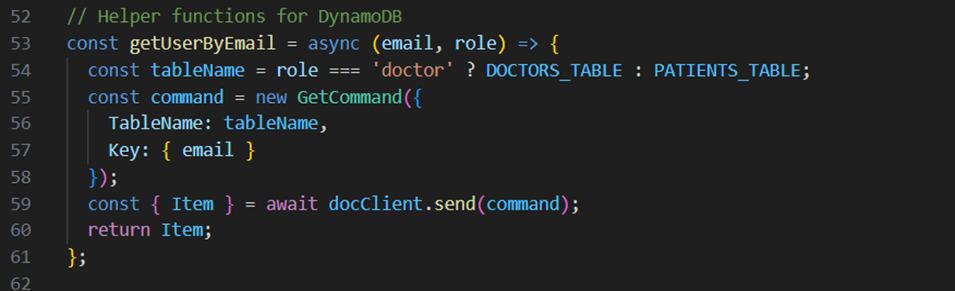 52 // Helper functions for DynamoDB
53 const getUserByEmail = async (email, role) => {
54   const tableName = role === 'doctor' ? DOCTORS_TABLE : PATIENTS_TABLE;
55   const command = new GetCommand({
56     TableName: tableName,
57     Key: { email }
58   });
59   const { Item } = await docClient.send(command);
60   return Item;
61 };
62